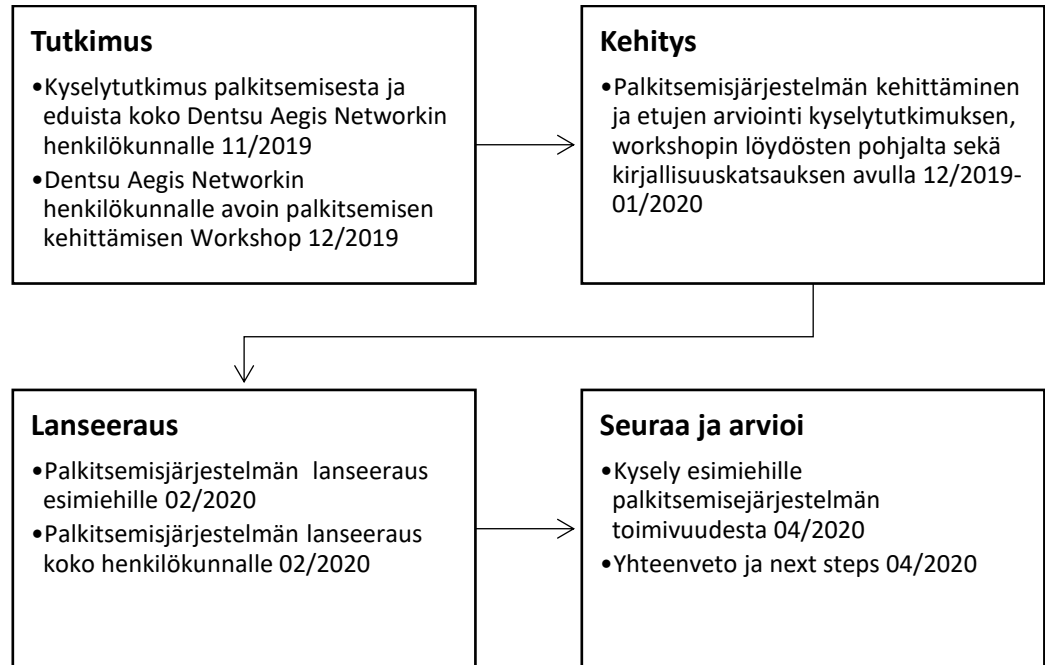 Tutkimus
•Kyselytutkimus palkitsemisesta ja
eduista koko Dentsu Aegis Networkin
henkilökunnalle 11/2019
•Dentsu Aegis Networkin
henkilökunnalle avoin palkitsemisen
kehittämisen Workshop 12/2019
Kehitys
•Palkitsemisjärjestelmän kehittäminen
ja etujen arviointi kyselytutkimuksen,
workshopin löydösten pohjalta sekä
kirjallisuuskatsauksen avulla 12/2019-
01/2020
Lanseeraus
•Palkitsemisjärjestelmän lanseeraus
esimiehille 02/2020
•Palkitsemisjärjestelmän lanseeraus
koko henkilökunnalle 02/2020
Seuraa ja arvioi
•Kysely esimiehille
palkitsemisejärjestelmän
toimivuudesta 04/2020
•Yhteenveto ja next steps 04/2020